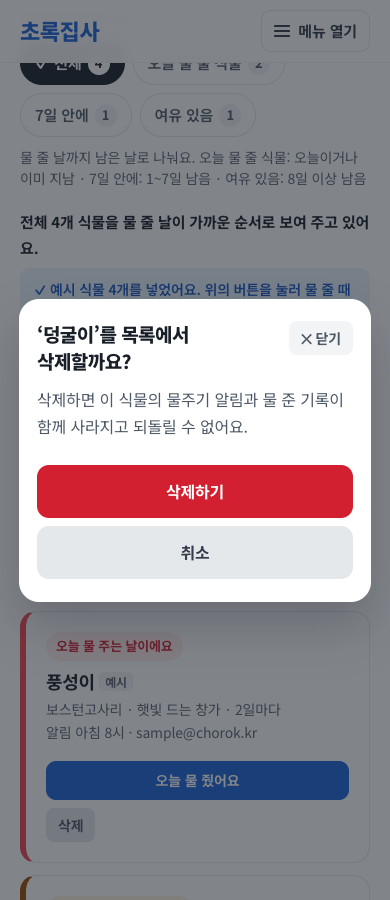 초록집사
메뉴 열기
전체 4
오늘 물 줄 식물 2
7일 안에 1
여유 있음 1
물 줄 날까지 남은 날로 나눠요. 오늘 물 줄 식물: 오늘이거나
이미 지남 · 7일 안에: 1~7일 남음 · 여유 있음: 8일 이상 남음
전체 4개 식물을 물 줄 날이 가까운 순서로 보여 주고 있어
요.
✓ 예시 식물 4개를 넣었어요. 위의 버튼을 눌러 물 줄 때
‘덩굴이’를 목록에서
삭제할까요?
✕ 닫기
삭제하면 이 식물의 물주기 알림과 물 준 기록이
함께 사라지고 되돌릴 수 없어요.
삭제하기
취소
오늘 물 주는 날이에요
풍성이 예시
보스턴고사리 · 햇빛 드는 창가 · 2일마다
알림 아침 8시 · sample@chorok.kr
오늘 물 줬어요
삭제